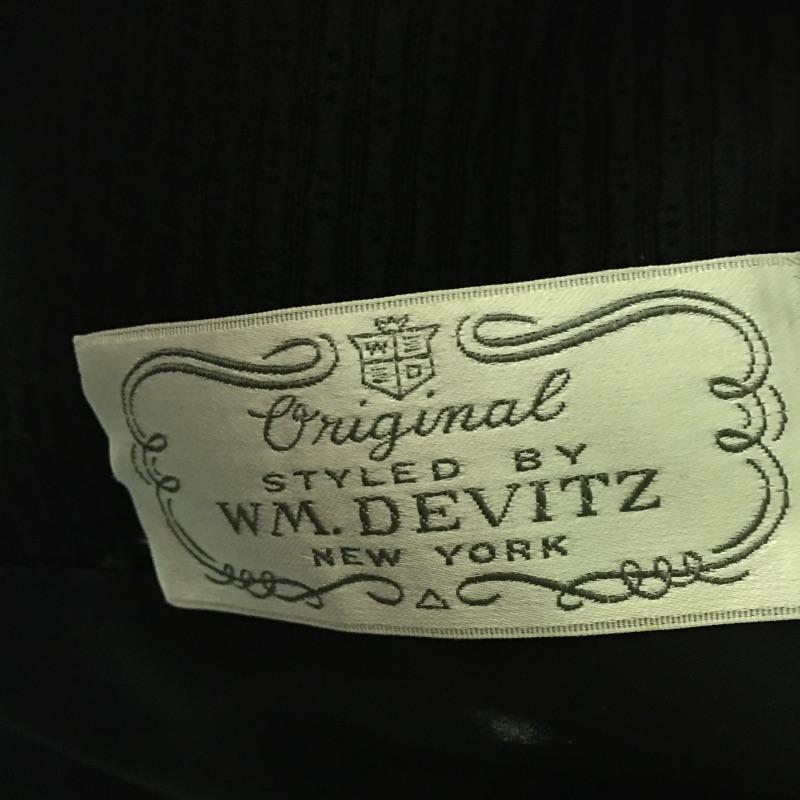 W
D
Original
STYLED BY
WM. DEVITZ
NEW YORK